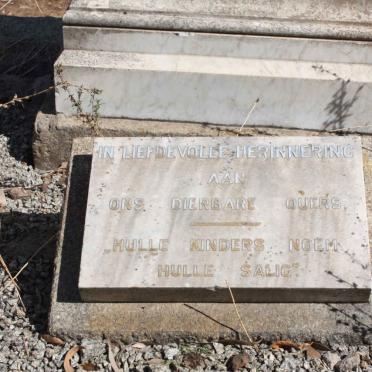 IN LIEFDEVOLLE HERINNERING
AAN
ONS DIERBARE OUERS.
"HULLE KINDERS NOEM
HULLE SALIG"